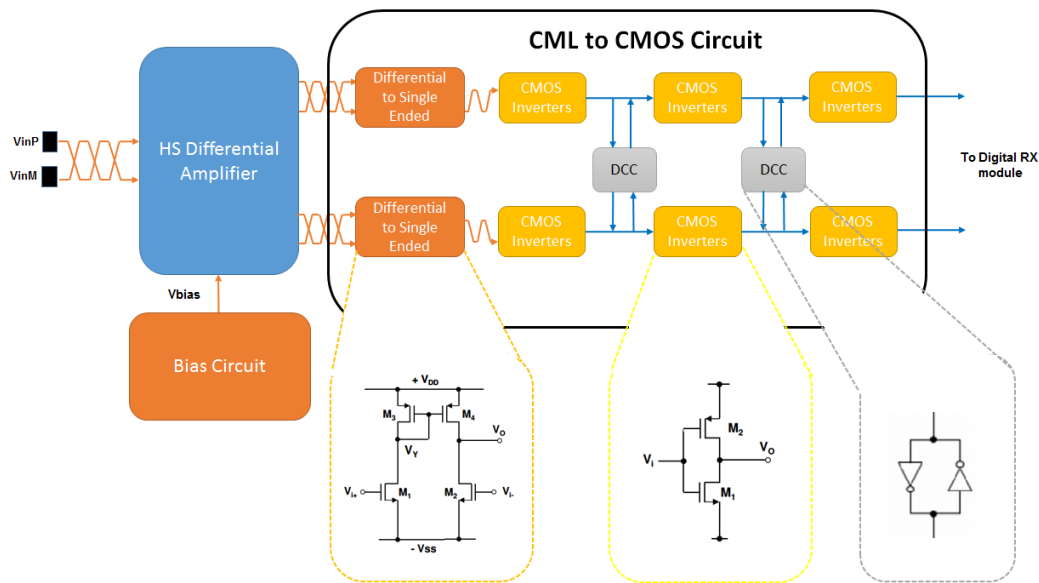 CML to CMOS Circuit
HS Differential
Amplifier
VinP
VinM
Vbias
Bias Circuit
Differential
to Single
Ended
CMOS
Inverters
CMOS
Inverters
CMOS
Inverters
DCC
DCC
To Digital RX
module
Differential
to Single
Ended
CMOS
Inverters
CMOS
Inverters
CMOS
Inverters
+ VDD
M3
M4
VO
VY
Vi+
M1
M2
Vi-
- Vss
M2
Vi
VO
M1